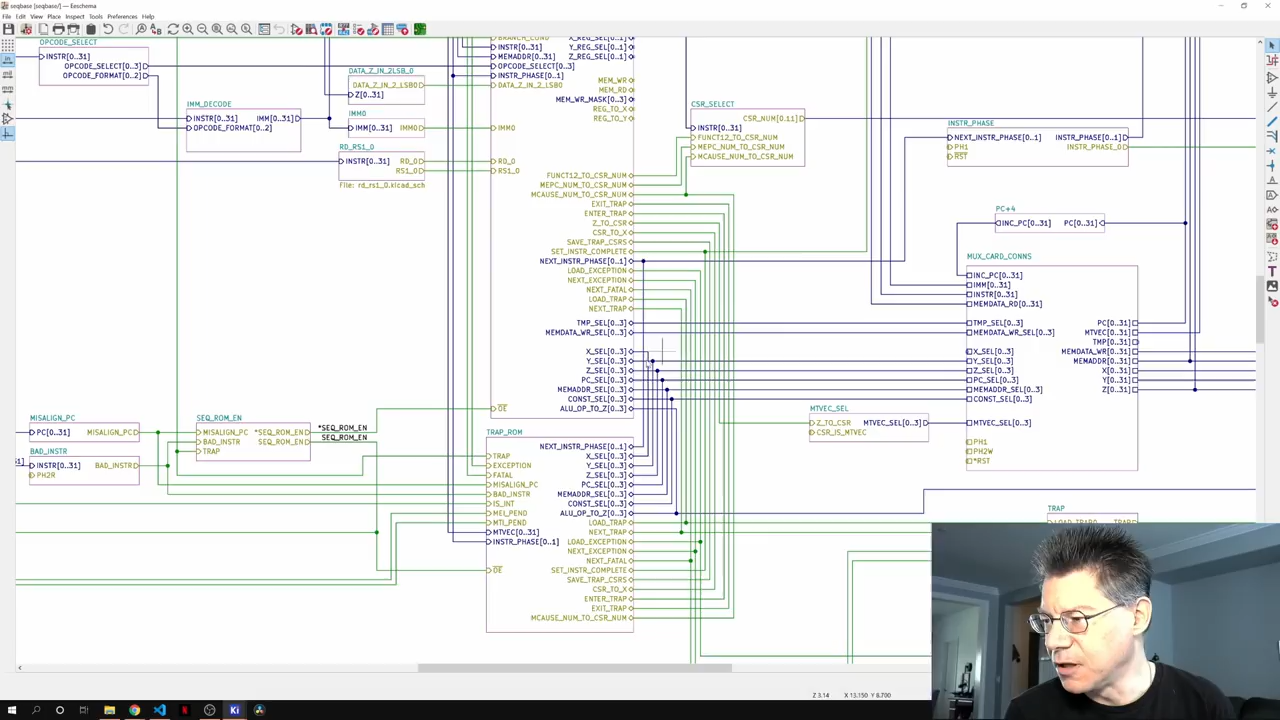 seqbase [seqbase/] — Eeschema
File Edit View Place Inspect Tools Preferences Help
OPCODE_SELECT
INSTR[0..31]
OPCODE_SELECT[0..3]
OPCODE_FORMAT[0..2]
IMM_DECODE
INSTR[0..31] IMM[0..31]
OPCODE_FORMAT[0..2]
DATA_Z_IN_2LSB_0
DATA_Z_IN_2_LSB0
Z[0..31]
IMM0
IMM[0..31] IMM0
RD_RS1_0
INSTR[0..31] RD_0
RS1_0
File: rd_rs1_0.kicad_sch
BRANCH_COND X_REG_SEL[0..1]
INSTR[0..31] Y_REG_SEL[0..1]
MEMADDR[0..31] Z_REG_SEL[0..1]
OPCODE_SELECT[0..3]
INSTR_PHASE[0..1]
DATA_Z_IN_2_LSB0
MEM_WR
MEM_RD
MEM_WR_MASK[0..3]
REG_TO_X
REG_TO_Y
IMM0
RD_0
RS1_0
FUNCT12_TO_CSR_NUM
MEPC_NUM_TO_CSR_NUM
MCAUSE_NUM_TO_CSR_NUM
EXIT_TRAP
ENTER_TRAP
Z_TO_CSR
CSR_TO_X
SAVE_TRAP_CSRS
SET_INSTR_COMPLETE
NEXT_INSTR_PHASE[0..1]
LOAD_EXCEPTION
NEXT_EXCEPTION
NEXT_FATAL
LOAD_TRAP
NEXT_TRAP
TMP_SEL[0..3]
MEMDATA_WR_SEL[0..3]
X_SEL[0..3]
Y_SEL[0..3]
Z_SEL[0..3]
PC_SEL[0..3]
MEMADDR_SEL[0..3]
CONST_SEL[0..3]
OE ALU_OP_TO_Z[0..3]
CSR_SELECT
CSR_NUM[0.11]
INSTR[0..31]
FUNCT12_TO_CSR_NUM
MEPC_NUM_TO_CSR_NUM
MCAUSE_NUM_TO_CSR_NUM
INSTR_PHASE
NEXT_INSTR_PHASE[0..1] INSTR_PHASE[0..1]
PH1 INSTR_PHASE_0
RST
PC+4
INC_PC[0..31] PC[0..31]
MUX_CARD_CONNS
INC_PC[0..31]
IMM[0..31]
INSTR[0..31]
MEMDATA_RD[0..31]
TMP_SEL[0..3] PC[0..31]
MEMDATA_WR_SEL[0..3] MTVEC[0..31]
TMP[0..31]
X_SEL[0..3] MEMDATA_WR[0..31]
Y_SEL[0..3] MEMADDR[0..31]
Z_SEL[0..3] X[0..31]
PC_SEL[0..3] Y[0..31]
MEMADDR_SEL[0..3] Z[0..31]
CONST_SEL[0..3]
MTVEC_SEL[0..3]
PH1
PH2W
*RST
MTVEC_SEL
Z_TO_CSR MTVEC_SEL[0..3]
CSR_IS_MTVEC
MISALIGN_PC
PC[0..31] MISALIGN_PC
BAD_INSTR
INSTR[0..31] BAD_INSTR
PH2R
SEQ_ROM_EN
MISALIGN_PC *SEQ_ROM_EN
BAD_INSTR SEQ_ROM_EN
TRAP
*SEQ_ROM_EN
SEQ_ROM_EN
TRAP_ROM
NEXT_INSTR_PHASE[0..1]
TRAP X_SEL[0..3]
EXCEPTION Y_SEL[0..3]
FATAL Z_SEL[0..3]
MISALIGN_PC PC_SEL[0..3]
BAD_INSTR MEMADDR_SEL[0..3]
IS_INT CONST_SEL[0..3]
MEI_PEND ALU_OP_TO_Z[0..3]
MTI_PEND LOAD_TRAP
MTVEC[0..31] NEXT_TRAP
INSTR_PHASE[0..1] LOAD_EXCEPTION
NEXT_EXCEPTION
NEXT_FATAL
OE SET_INSTR_COMPLETE
SAVE_TRAP_CSRS
CSR_TO_X
ENTER_TRAP
EXIT_TRAP
MCAUSE_NUM_TO_CSR_NUM
TRAP
Z 3.14 X 13.150 Y 8.700